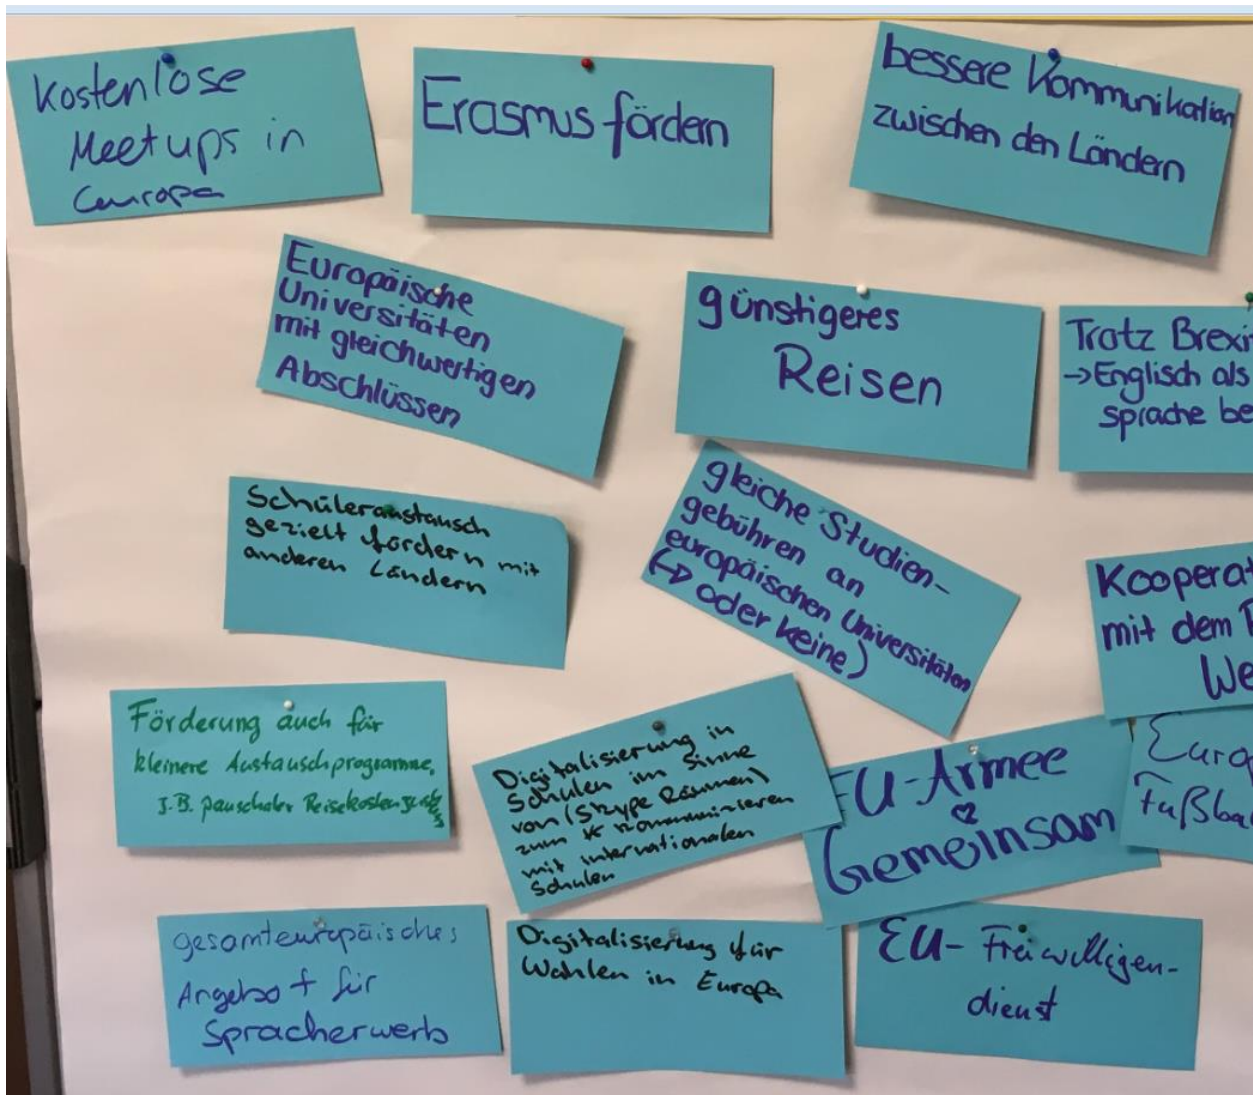 Kostenlose
Meetups in
Europa
Erasmus fördern
bessere Kommunikation
zwischen den Ländern
Europäische
Universitäten
mit gleichwertigen
Abschlüssen
günstigeres
Reisen
Trotz Brexi
→Englisch als
sprache be
Schüleraustausch
gezielt fördern mit
anderen Ländern
gleiche Studien-
gebühren an
europäischen Universitäten
(↳ oder keine)
Kooperat
mit dem
We
Förderung auch für
kleinere Austauschprogramme,
z.B. pauschaler
Digitalisierung in
Schulen im Sinne
von (Skype Räumen)
zum kommunizieren
mit internationalen
Schulen
EU-Armee
Gemeinsam
Euro
Fußba
gesamteuropäisches
Angebot für
Spracherwerb
Digitalisierung für
Wahlen in Europa
EU-Freiwilligen-
dienst